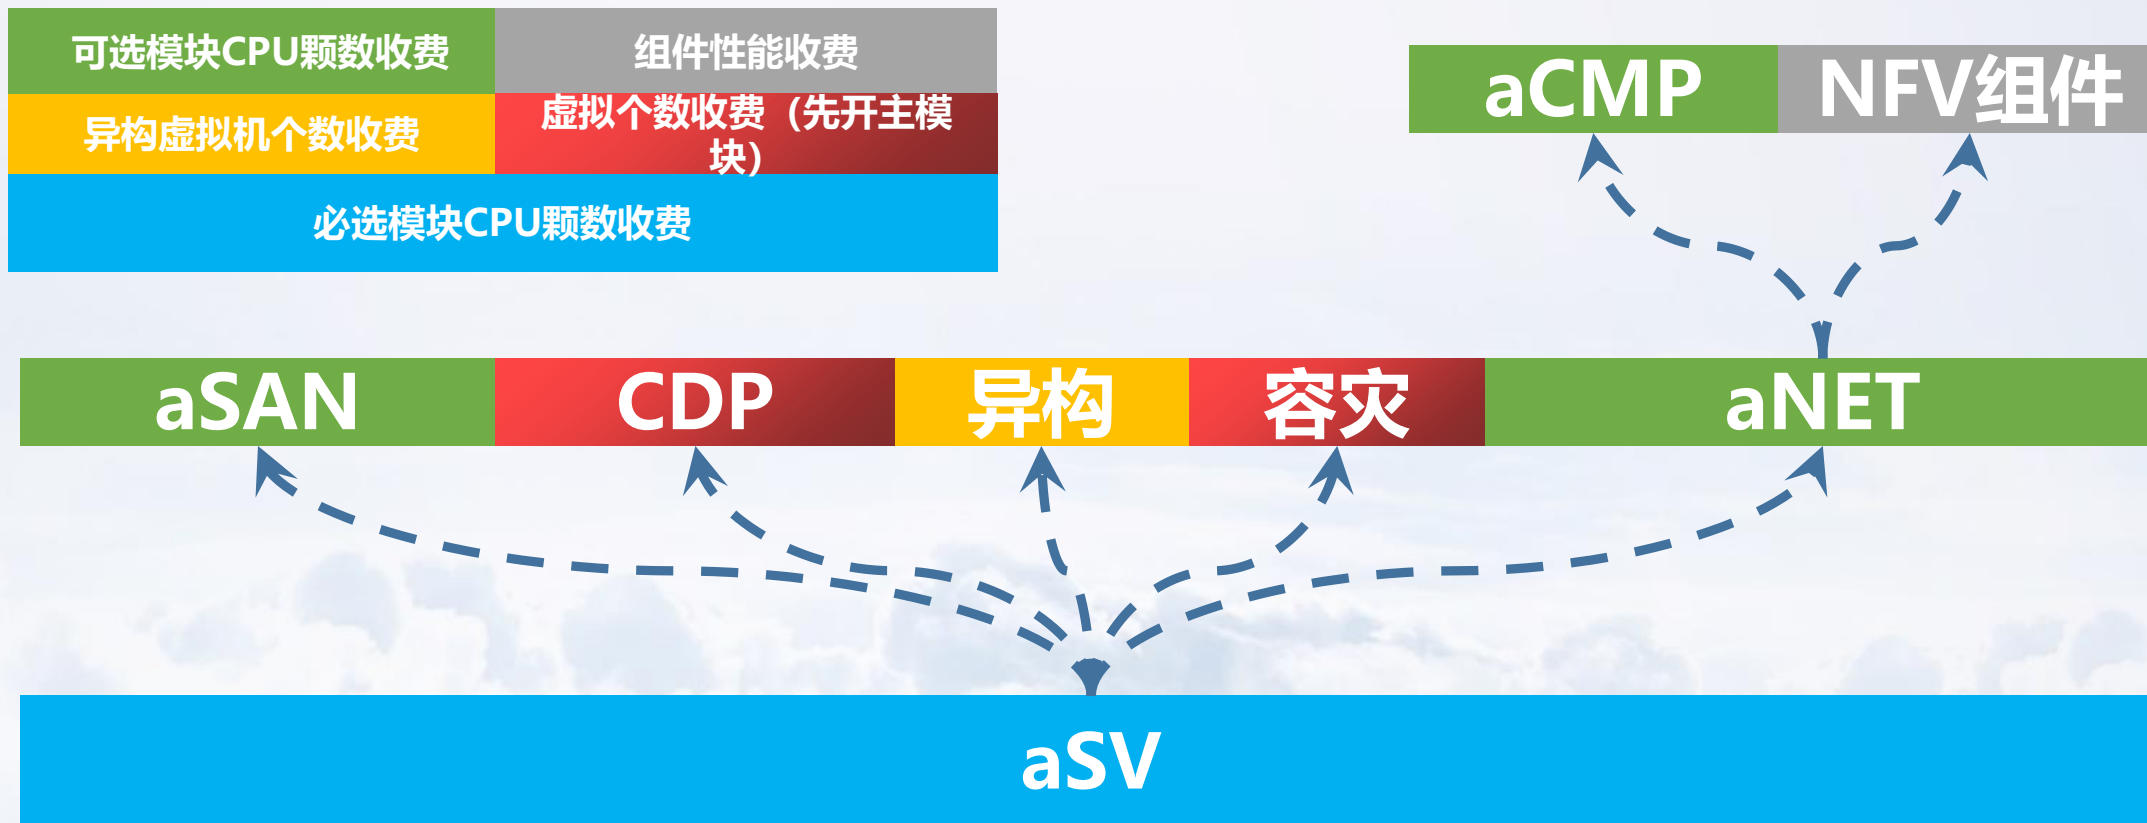 可选模块CPU颗数收费
组件性能收费
异构虚拟机个数收费
虚拟个数收费（先开主模
块）
必选模块CPU颗数收费
aCMP
NFV组件
aSAN
CDP
异构
容灾
aNET
aSV